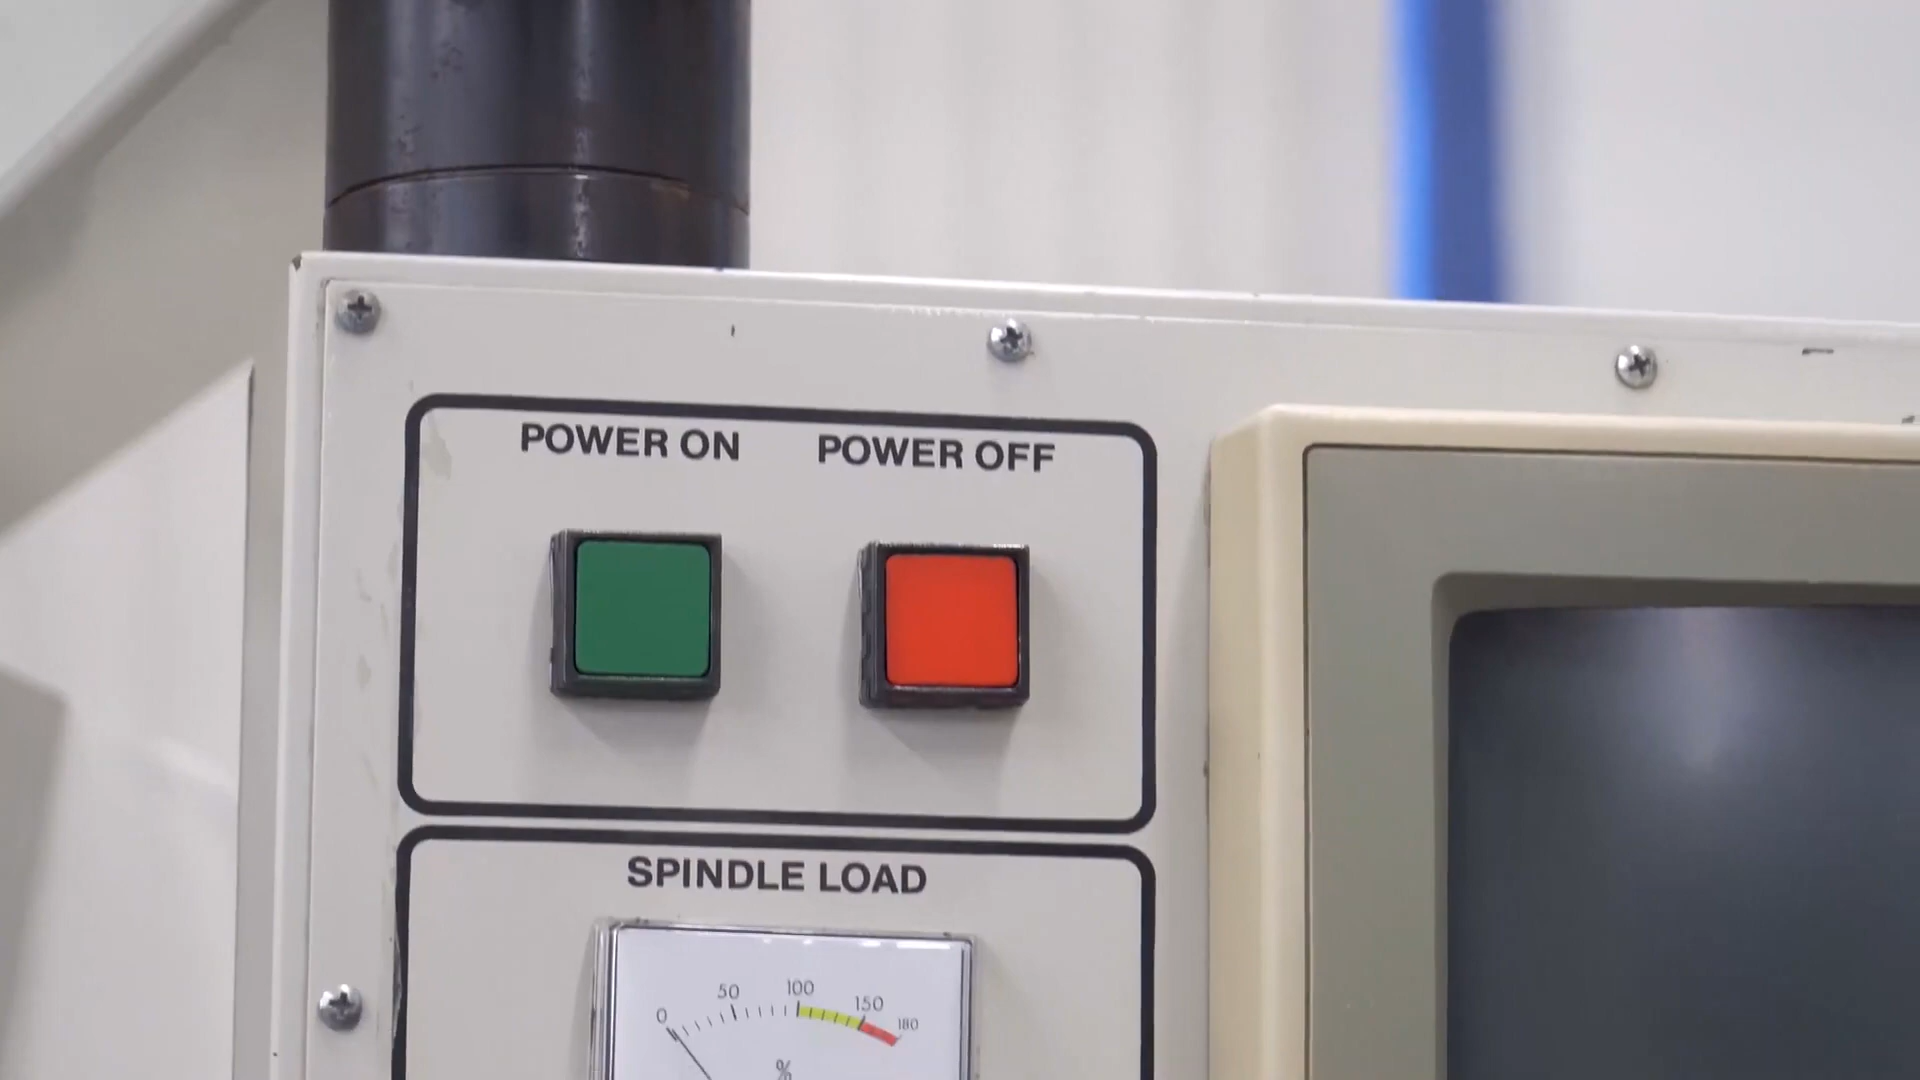 POWER ON POWER OFF
SPINDLE LOAD
0 50 100 150 180
%